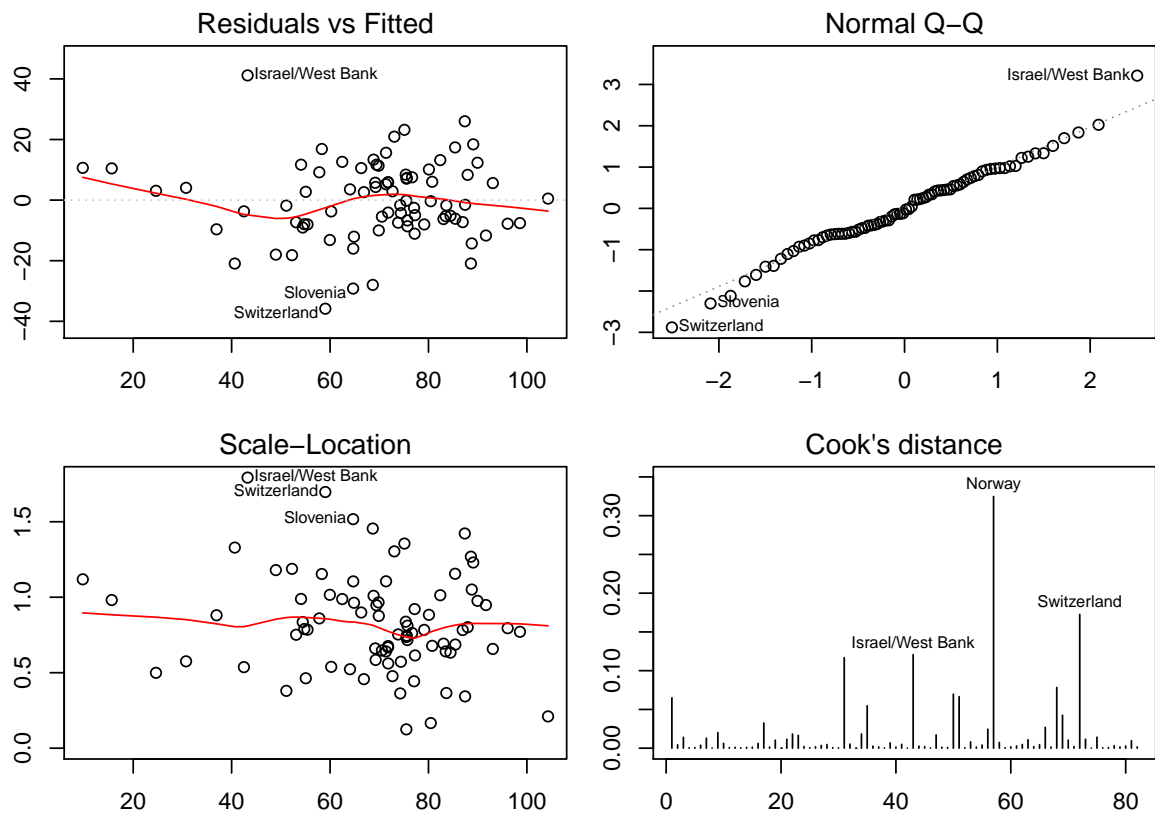 Residuals vs Fitted
40
20
0
−20
−40
Israel/West Bank
Slovenia
Switzerland
20 40 60 80 100
Normal Q−Q
3
2
1
0
−1
−3
Israel/West Bank
Slovenia
Switzerland
−2 −1 0 1 2
Scale−Location
1.5
1.0
0.5
0.0
Israel/West Bank
Switzerland
Slovenia
20 40 60 80 100
Cook's distance
0.30
0.20
0.10
0.00
Norway
Switzerland
Israel/West Bank
0 20 40 60 80